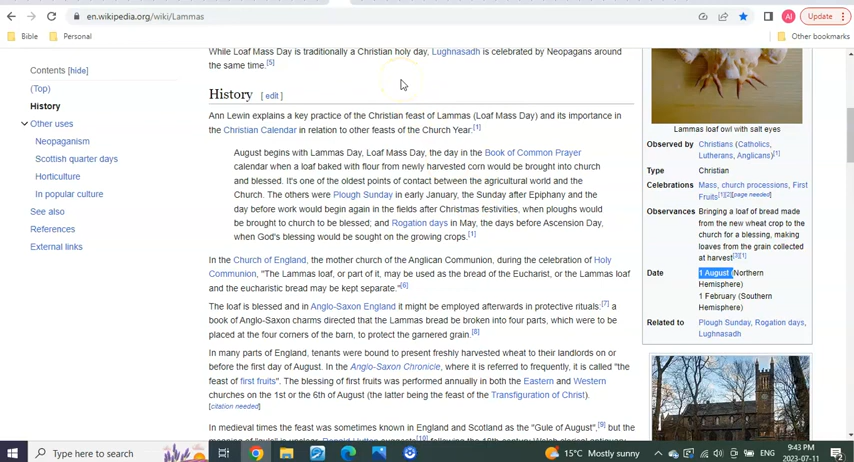 en.wikipedia.org/wiki/Lammas
AI
Update
Bible
Personal
Other bookmarks
Contents [hide]
(Top)
History
Other uses
Neopaganism
Scottish quarter days
Horticulture
In popular culture
See also
References
External links
While Loaf Mass Day is traditionally a Christian holy day, Lughnasadh is celebrated by Neopagans around
the same time.[5]
History [ edit ]
Ann Lewin explains a key practice of the Christian feast of Lammas (Loaf Mass Day) and its importance in
the Christian Calendar in relation to other feasts of the Church Year:[1]
August begins with Lammas Day, Loaf Mass Day, the day in the Book of Common Prayer
calendar when a loaf baked with flour from newly harvested corn would be brought into church
and blessed. It's one of the oldest points of contact between the agricultural world and the
Church. The others were Plough Sunday in early January, the Sunday after Epiphany and the
day before work would begin again in the fields after Christmas festivities, when ploughs would
be brought to church to be blessed; and Rogation days in May, the days before Ascension Day,
when God's blessing would be sought on the growing crops.[1]
In the Church of England, the mother church of the Anglican Communion, during the celebration of Holy
Communion, "The Lammas loaf, or part of it, may be used as the bread of the Eucharist, or the Lammas loaf
and the eucharistic bread may be kept separate."[6]
The loaf is blessed and in Anglo-Saxon England it might be employed afterwards in protective rituals:[7] a
book of Anglo-Saxon charms directed that the Lammas bread be broken into four parts, which were to be
placed at the four corners of the barn, to protect the garnered grain.[8]
In many parts of England, tenants were bound to present freshly harvested wheat to their landlords on or
before the first day of August. In the Anglo-Saxon Chronicle, where it is referred to frequently, it is called "the
feast of first fruits". The blessing of first fruits was performed annually in both the Eastern and Western
churches on the 1st or the 6th of August (the latter being the feast of the Transfiguration of Christ).
[citation needed]
In medieval times the feast was sometimes known in England and Scotland as the "Gule of August",[9] but the
meaning of "gule" is unclear. Ronald Hutton suggests[10] following the 18th century Welsh clerical antiquary
Lammas loaf owl with salt eyes
Observed by Christians (Catholics,
Lutherans, Anglicans)[1]
Type Christian
Celebrations Mass, church processions, First
Fruits[1][2][page needed]
Observances Bringing a loaf of bread made
from the new wheat crop to the
church for a blessing, making
loaves from the grain collected
at harvest[3][1]
Date 1 August (Northern
Hemisphere)
1 February (Southern
Hemisphere)
Related to Plough Sunday, Rogation days,
Lughnasadh
Type here to search
15°C Mostly sunny
ENG
9:43 PM
2023-07-11
2